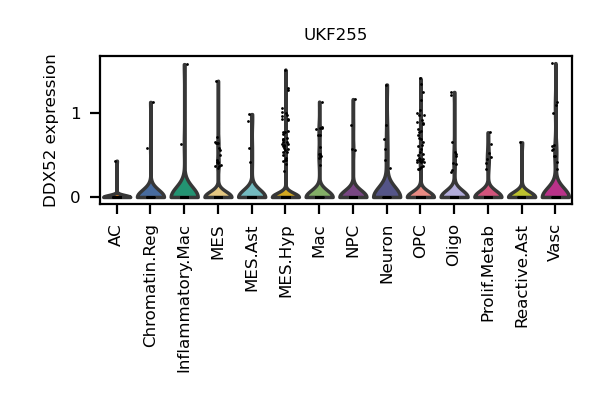 UKF255
DDX52 expression
1
0
AC
Chromatin.Reg
Inflammatory.Mac
MES
MES.Ast
MES.Hyp
Mac
NPC
Neuron
OPC
Oligo
Prolif.Metab
Reactive.Ast
Vasc